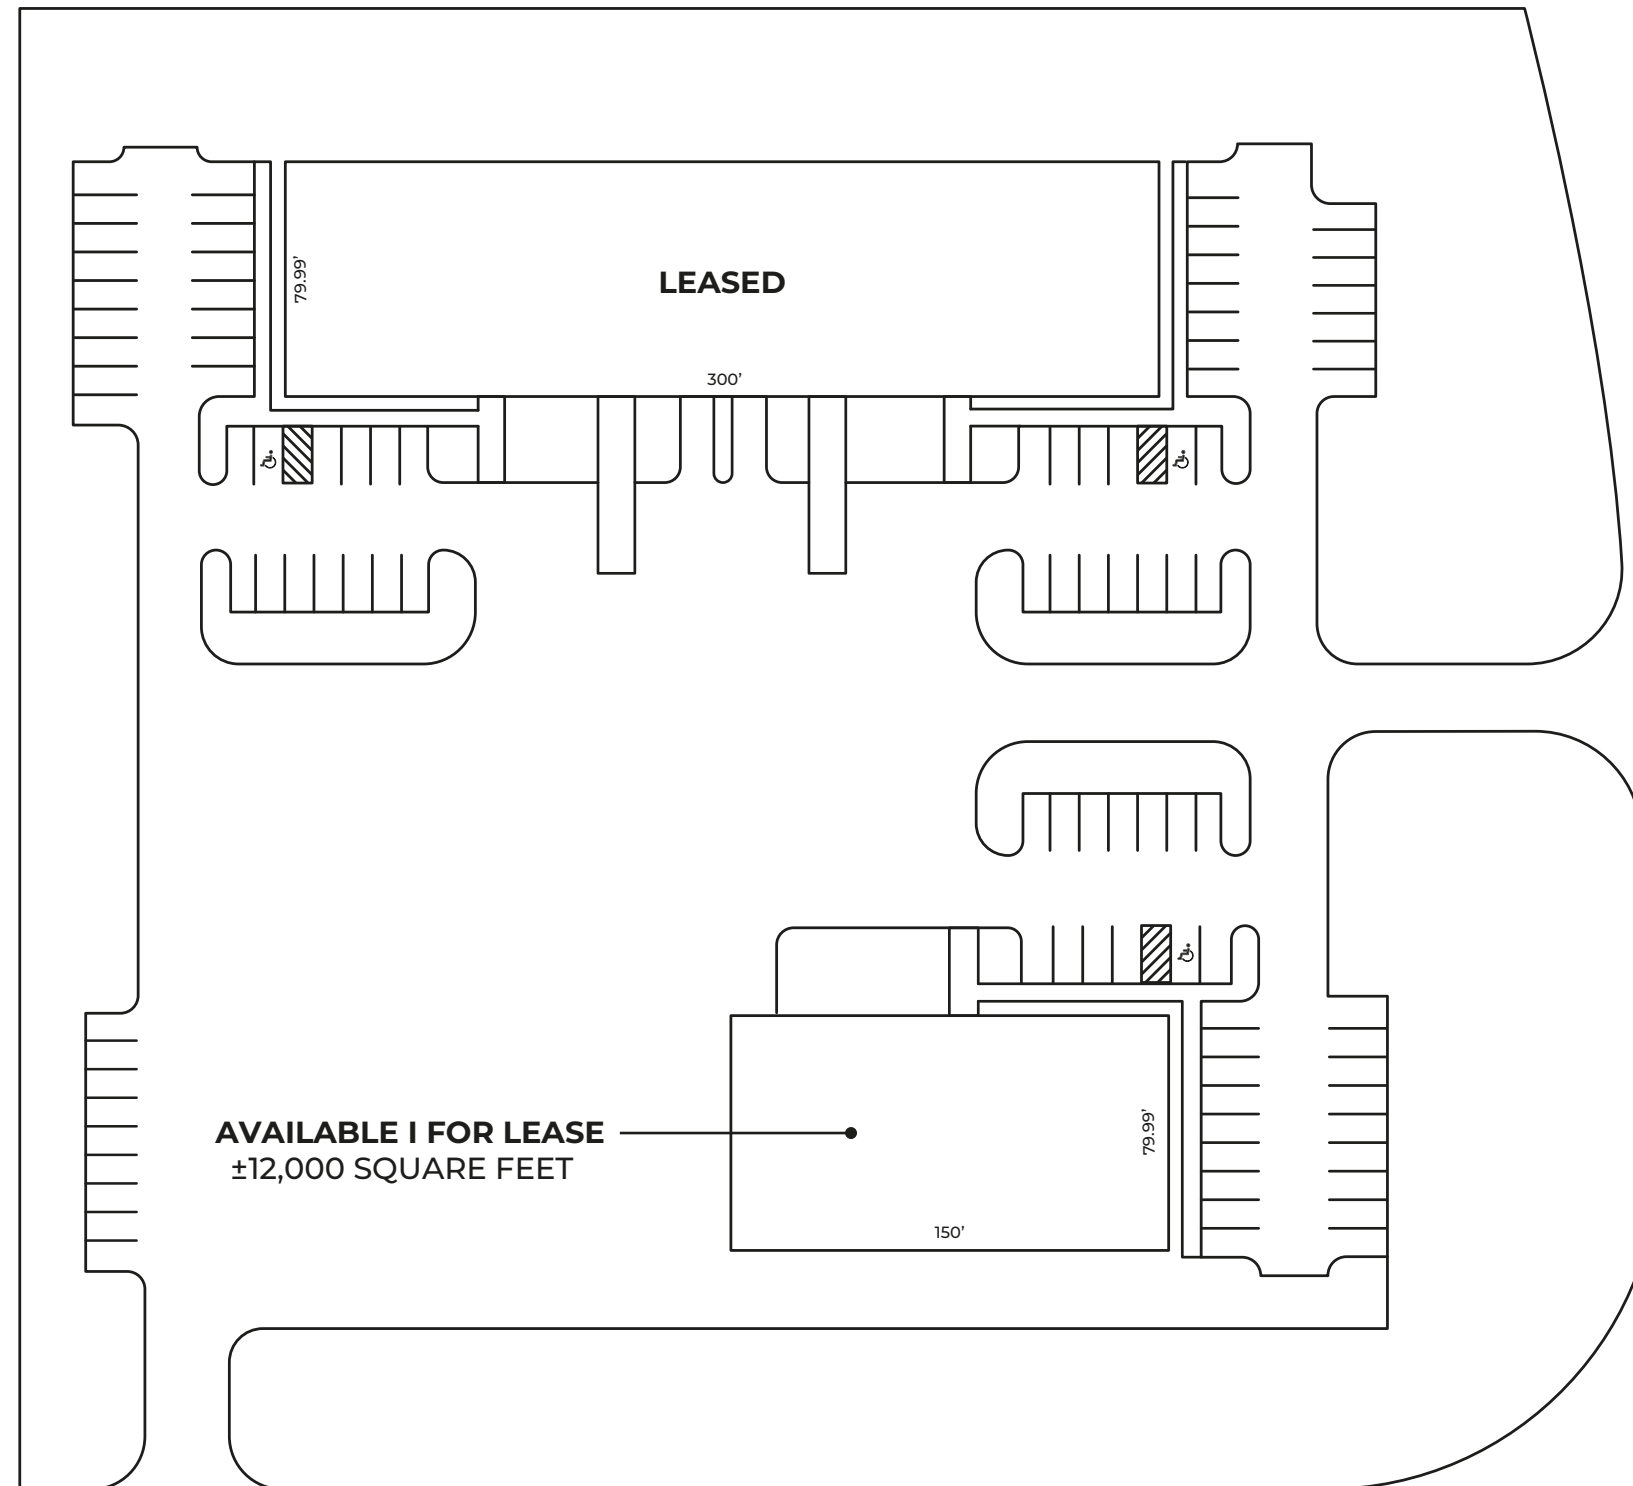 79.99’
LEASED
300’
AVAILABLE I FOR LEASE
±12,000 SQUARE FEET
79.99’
150’